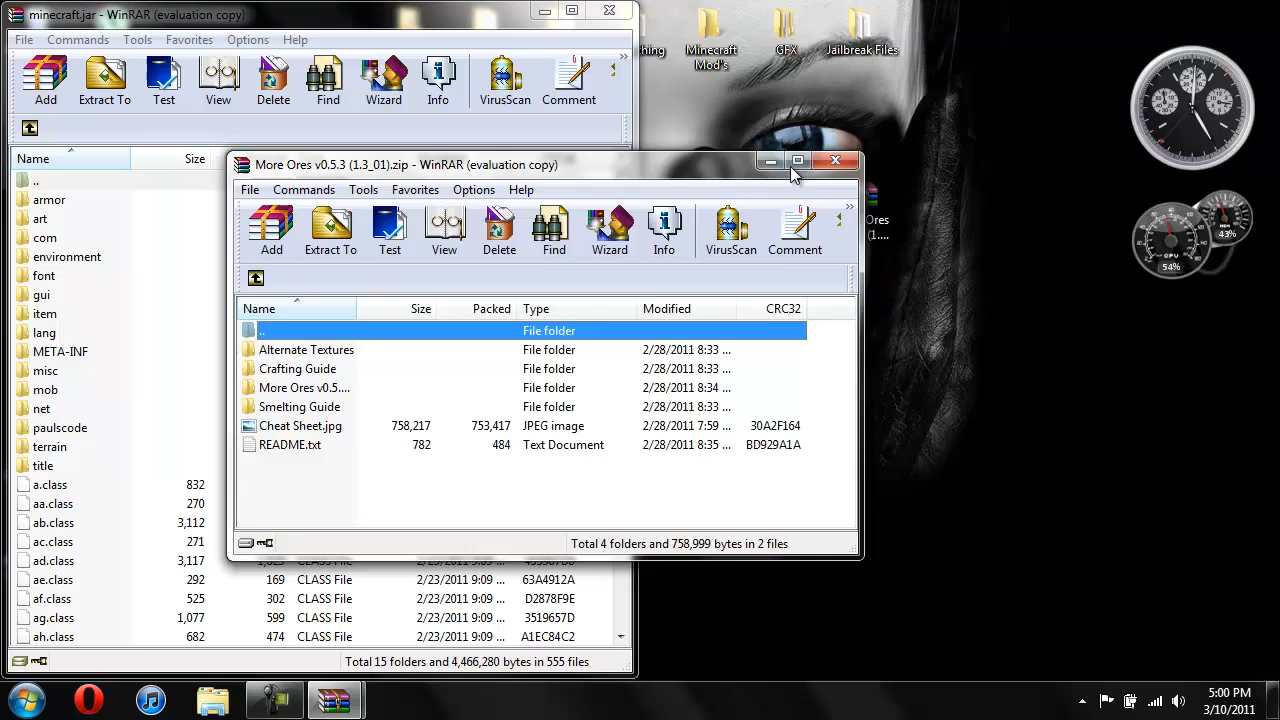 minecraft.jar - WinRAR (evaluation copy)
File Commands Tools Favorites Options Help
Add Extract To Test View Delete Find Wizard Info VirusScan Comment
Name Size
..
armor
art
com
environment
font
gui
item
lang
META-INF
misc
mob
net
paulscode
terrain
title
a.class 832
aa.class 270
ab.class 3,112
ac.class 271
ad.class 3,117
ae.class 292 169 CLASS File 2/23/2011 9:09 ... 63A4912A
af.class 525 302 CLASS File 2/23/2011 9:09 ... D2878F9E
ag.class 1,077 599 CLASS File 2/23/2011 9:09 ... 3519657D
ah.class 682 474 CLASS File 2/23/2011 9:09 ... A1EC84C2
Total 15 folders and 4,466,280 bytes in 555 files
More Ores v0.5.3 (1.3_01).zip - WinRAR (evaluation copy)
File Commands Tools Favorites Options Help
Add Extract To Test View Delete Find Wizard Info VirusScan Comment
Name Size Packed Type Modified CRC32
.. File folder
Alternate Textures File folder 2/28/2011 8:33 ...
Crafting Guide File folder 2/28/2011 8:33 ...
More Ores v0.5.... File folder 2/28/2011 8:34 ...
Smelting Guide File folder 2/28/2011 8:33 ...
Cheat Sheet.jpg 758,217 753,417 JPEG image 2/28/2011 7:59 ... 30A2F164
README.txt 782 484 Text Document 2/28/2011 8:35 ... BD929A1A
Total 4 folders and 758,999 bytes in 2 files
Minecraft
Mod's
GFX
Jailbreak Files
Ores
(1....
MEM
43%
CPU
54%
5:00 PM
3/10/2011